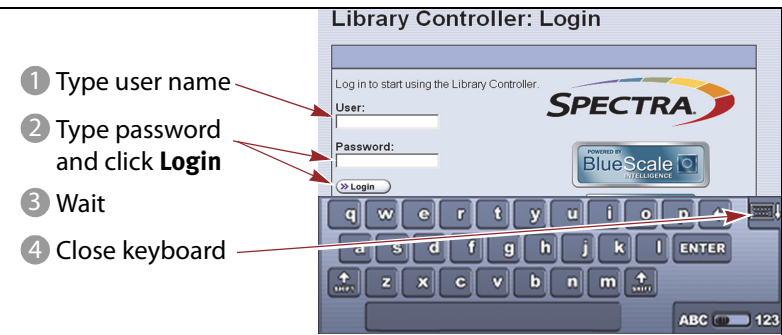 Library Controller: Login
1 Type user name
2 Type password
and click Login
3 Wait
4 Close keyboard
Log in to start using the Library Controller.
User:
Password:
Login
SPECTRA
POWERED BY
BlueScale
INTELLIGENCE
q w e r t y u i o p
a s d f g h j k l ENTER
SHIFT z x c v b n m SHIFT
ABC 123